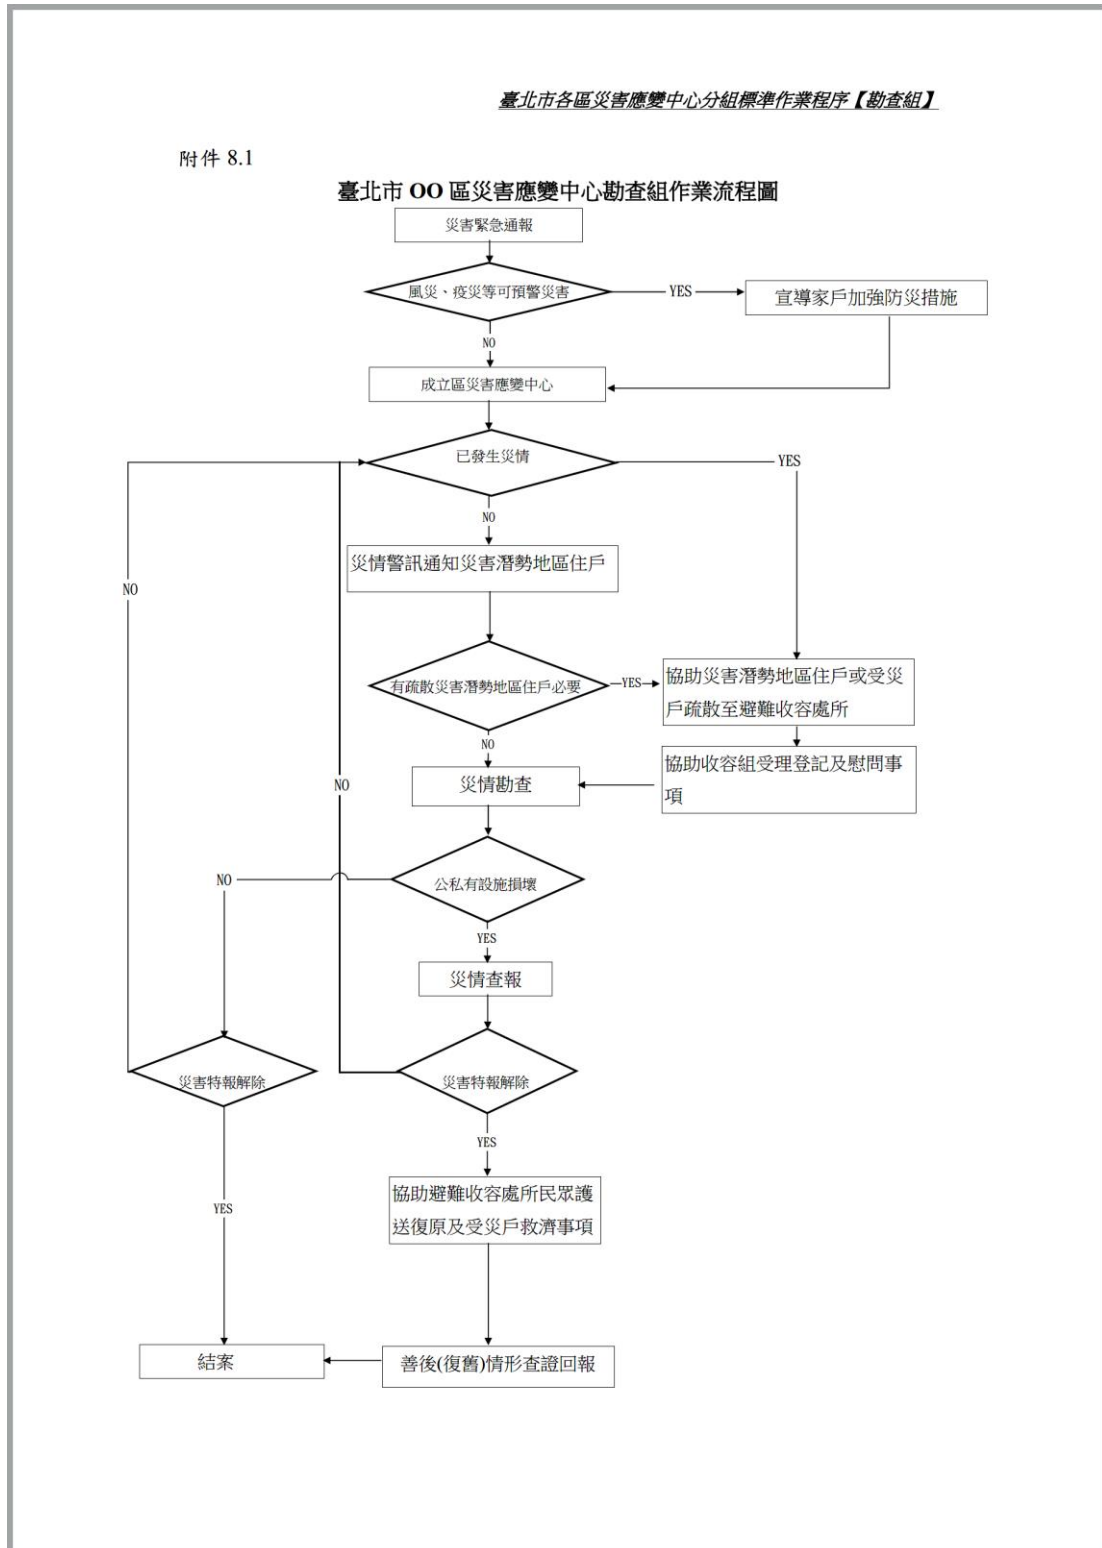 臺北市各區災害應變中心分組標準作業程序【勘查組】
附件 8.1
臺北市 OO 區災害應變中心勘查組作業流程圖
災害緊急通報
風災、疫災等可預警災害
YES
宣導家戶加強防災措施
NO
成立區災害應變中心
已發生災情
YES
NO
災情警訊通知災害潛勢地區住戶
NO
有疏散災害潛勢地區住戶必要
YES
協助災害潛勢地區住戶或受災
戶疏散至避難收容處所
NO
災情勘查
協助收容組受理登記及慰問事
項
NO
公私有設施損壞
NO
YES
災情查報
災害特報解除
災害特報解除
YES
協助避難收容處所民眾護
送復原及受災戶救濟事項
YES
結案
善後(復舊)情形查證回報